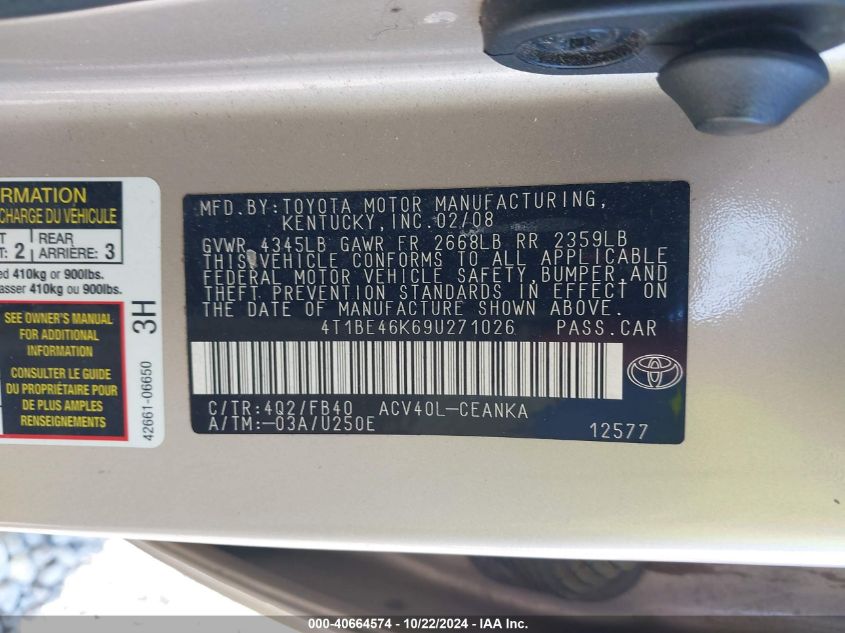 RMATION
CHARGE DU VÉHICULE
2
REAR
ARRIÈRE: 3
410kg or 900lbs.
asser 410kg ou 900lbs.
SEE OWNER'S MANUAL
FOR ADDITIONAL
INFORMATION
CONSULTER LE GUIDE
DU PROPRIÉTAIRE POUR
DE PLUS AMPLES
RENSEIGNEMENTS
3H
42661-06650
MFD. BY: TOYOTA MOTOR MANUFACTURING,
KENTUCKY, INC. 02/08
GVWR 4345LB GAWR FR 2668LB RR 2359LB
THIS VEHICLE CONFORMS TO ALL APPLICABLE
FEDERAL MOTOR VEHICLE SAFETY, BUMPER, AND
THEFT PREVENTION STANDARDS IN EFFECT ON
THE DATE OF MANUFACTURE SHOWN ABOVE.
4T1BE46K69U271026 PASS. CAR
C/TR: 4Q2/FB40 ACV40L-CEANKA
A/TM: -03A/U250E
12577
000-40664574 - 10/22/2024 - IAAI.com